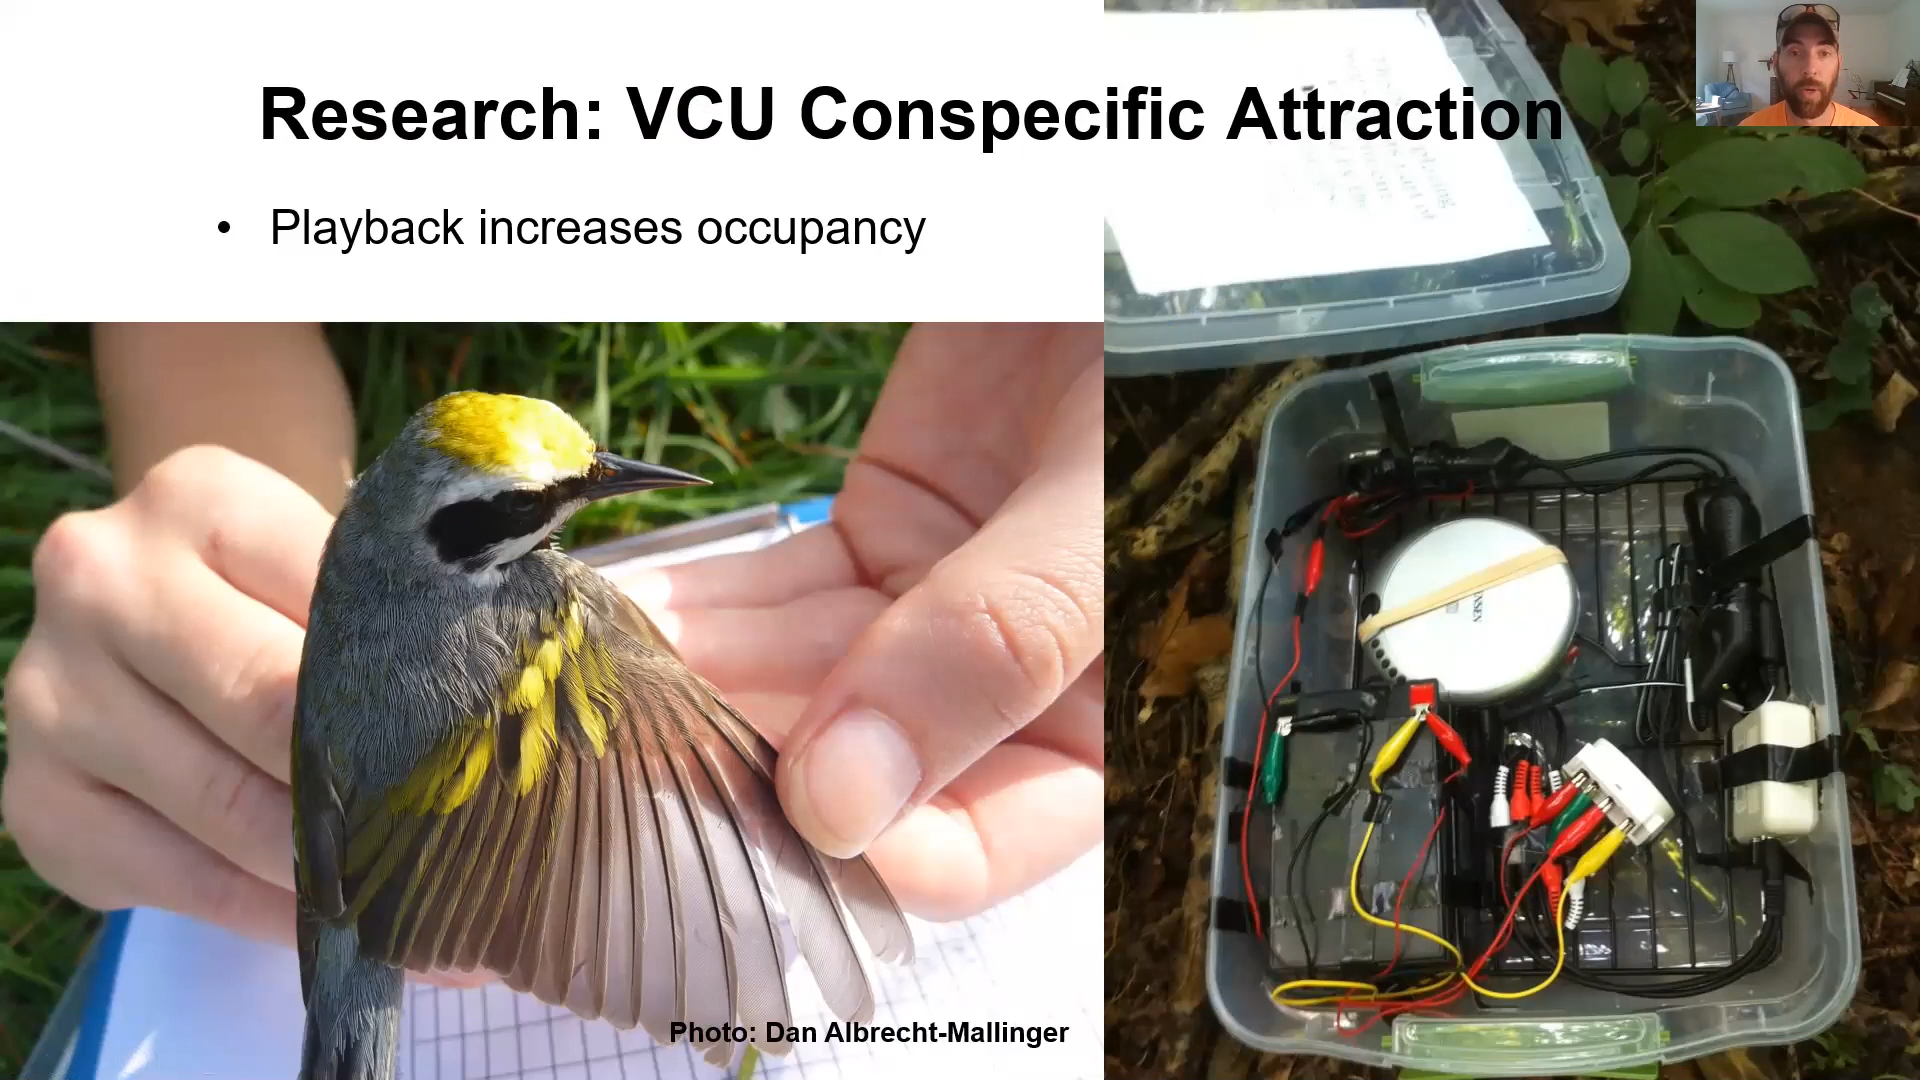 Research: VCU Conspecific Attraction
• Playback increases occupancy
Photo: Dan Albrecht-Mallinger